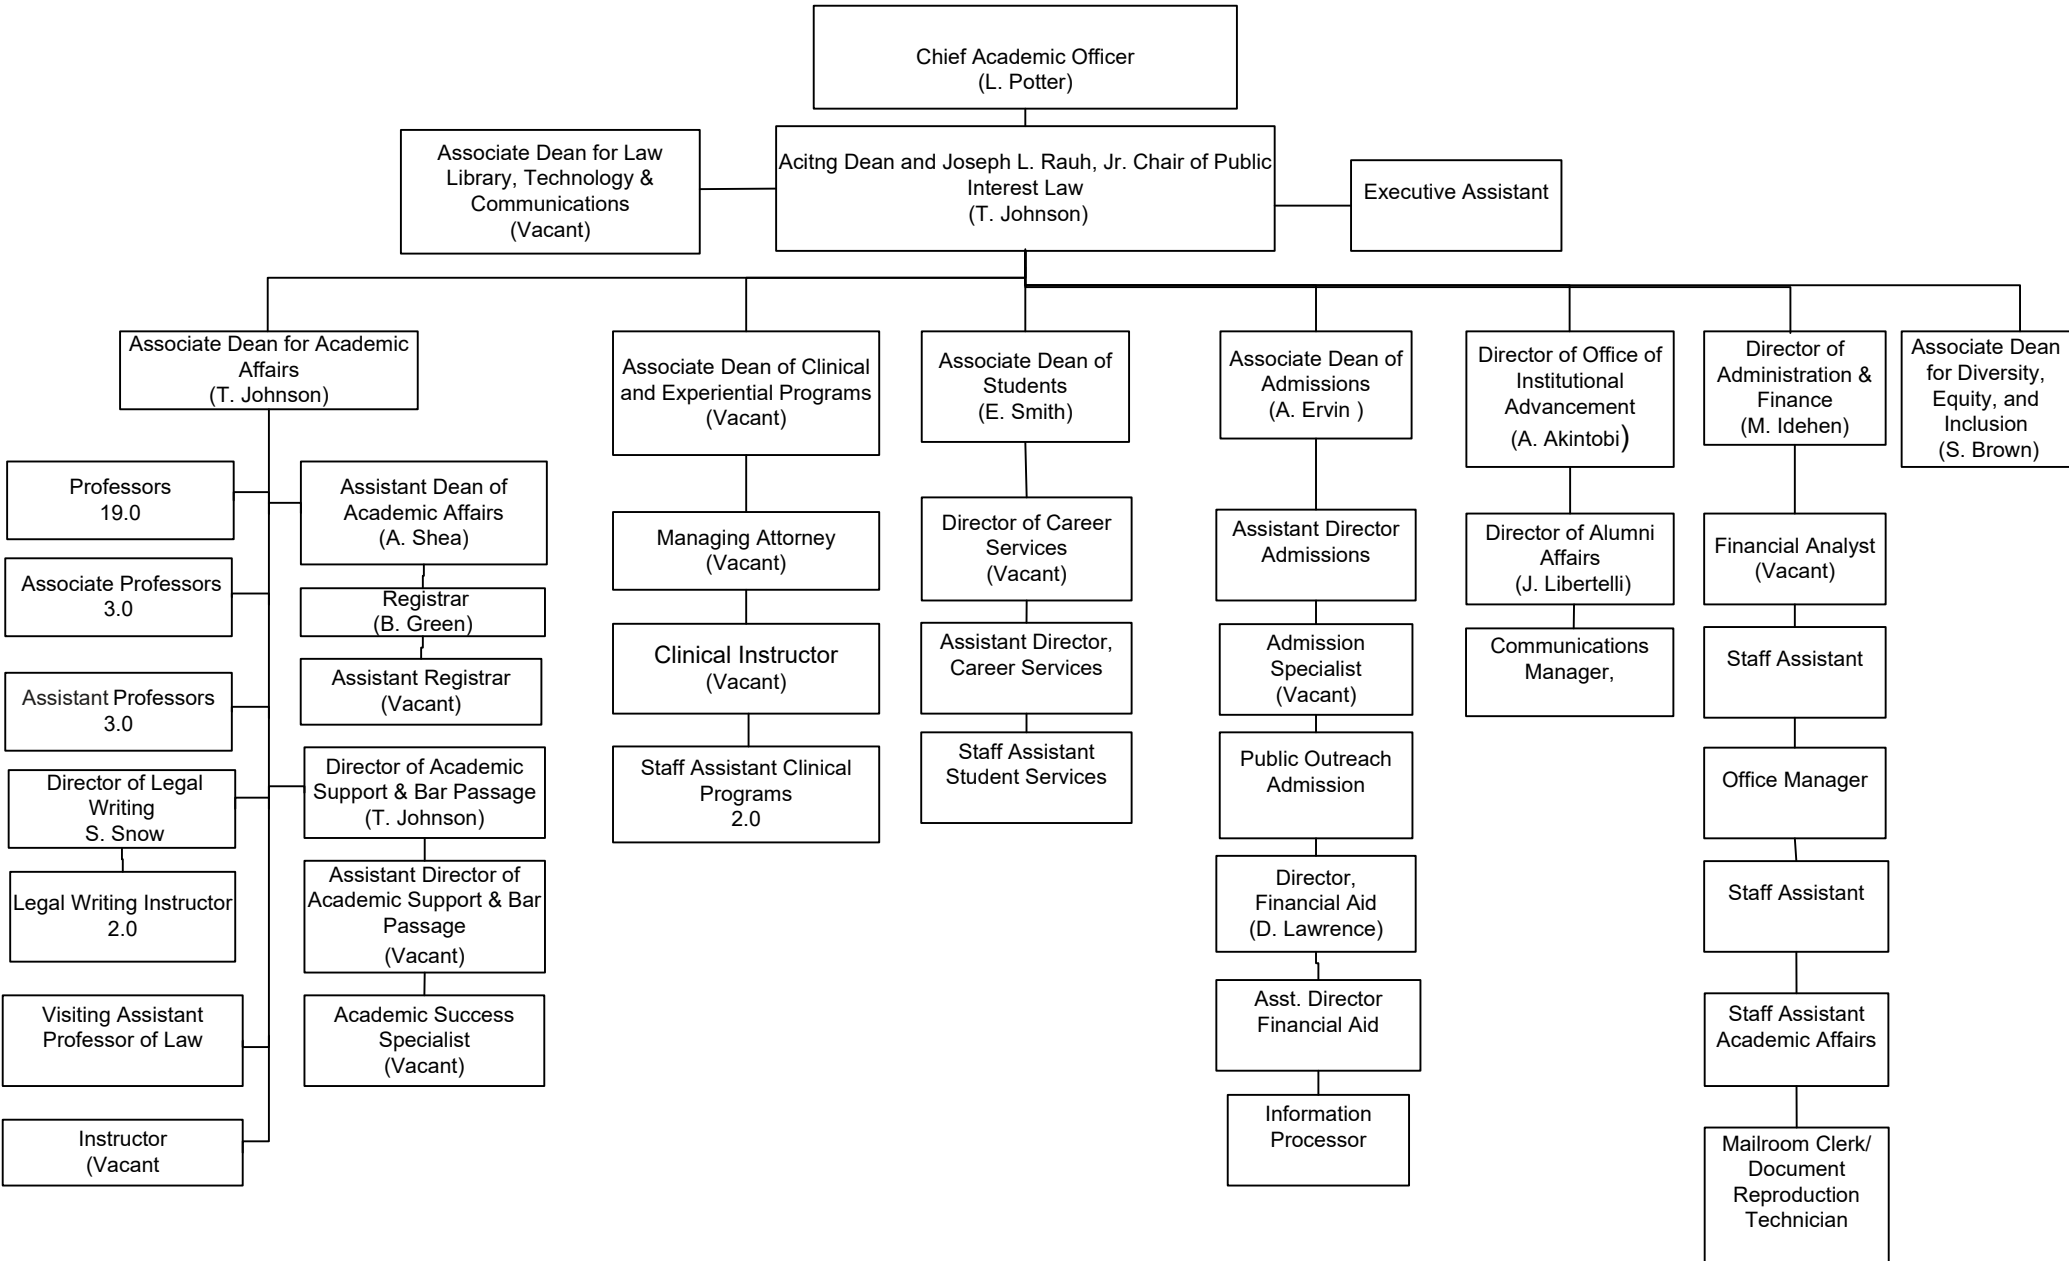 Chief Academic Officer
(L. Potter)
Associate Dean for Law
Library, Technology &
Communications
(Vacant)
Acitng Dean and Joseph L. Rauh, Jr. Chair of Public
Interest Law
(T. Johnson)
Executive Assistant
Associate Dean for Academic
Affairs
(T. Johnson)
Associate Dean of Clinical
and Experiential Programs
(Vacant)
Associate Dean of
Students
(E. Smith)
Associate Dean of
Admissions
(A. Ervin )
Director of Office of
Institutional
Advancement
(A. Akintobi)
Director of
Administration &
Finance
(M. Idehen)
Associate Dean
for Diversity,
Equity, and
Inclusion
(S. Brown)
Professors
19.0
Associate Professors
3.0
Assistant Professors
3.0
Director of Legal
Writing
S. Snow
Legal Writing Instructor
2.0
Visiting Assistant
Professor of Law
Instructor
(Vacant
Assistant Dean of
Academic Affairs
(A. Shea)
Registrar
(B. Green)
Assistant Registrar
(Vacant)
Director of Academic
Support & Bar Passage
(T. Johnson)
Assistant Director of
Academic Support & Bar
Passage
(Vacant)
Academic Success
Specialist
(Vacant)
Managing Attorney
(Vacant)
Clinical Instructor
(Vacant)
Staff Assistant Clinical
Programs
2.0
Director of Career
Services
(Vacant)
Assistant Director,
Career Services
Staff Assistant
Student Services
Assistant Director
Admissions
Admission
Specialist
(Vacant)
Public Outreach
Admission
Director,
Financial Aid
(D. Lawrence)
Asst. Director
Financial Aid
Information
Processor
Director of Alumni
Affairs
(J. Libertelli)
Communications
Manager,
Financial Analyst
(Vacant)
Staff Assistant
Office Manager
Staff Assistant
Staff Assistant
Academic Affairs
Mailroom Clerk/
Document
Reproduction
Technician